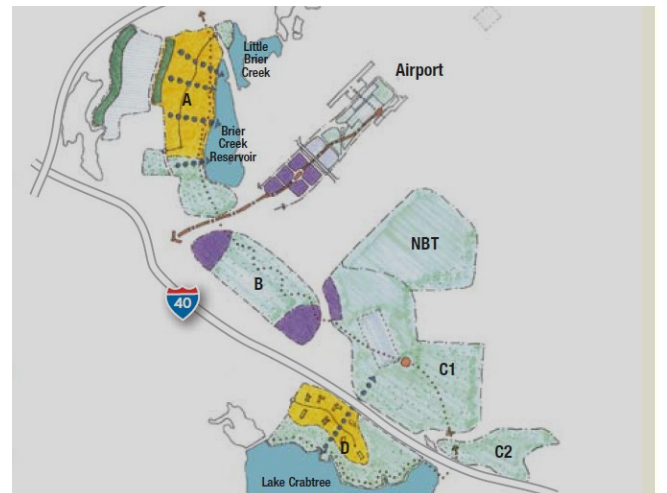 Little
Brier
Creek
Airport
A
Brier
Creek
Reservoir
NBT
B
40
C1
D
C2
Lake Crabtree